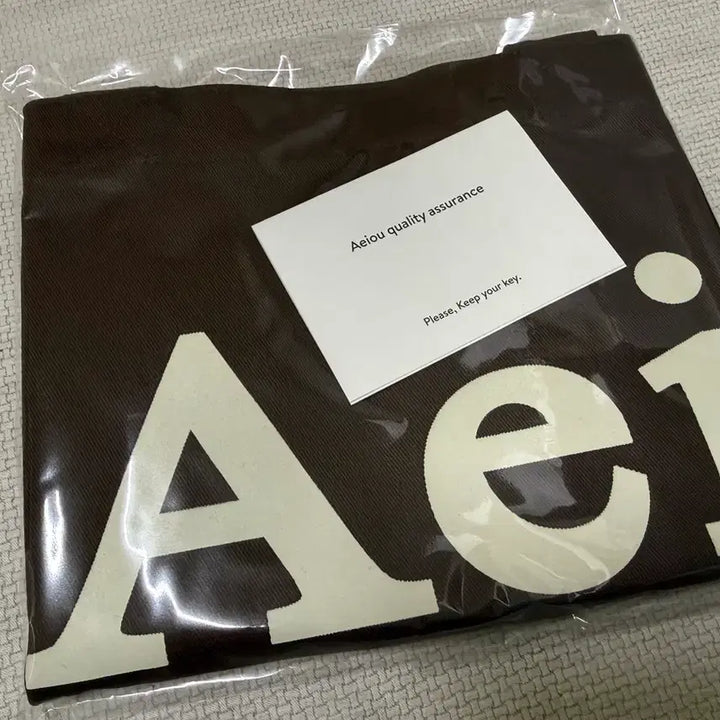 Aeiou quality assurance
Please, Keep your key.
Aei